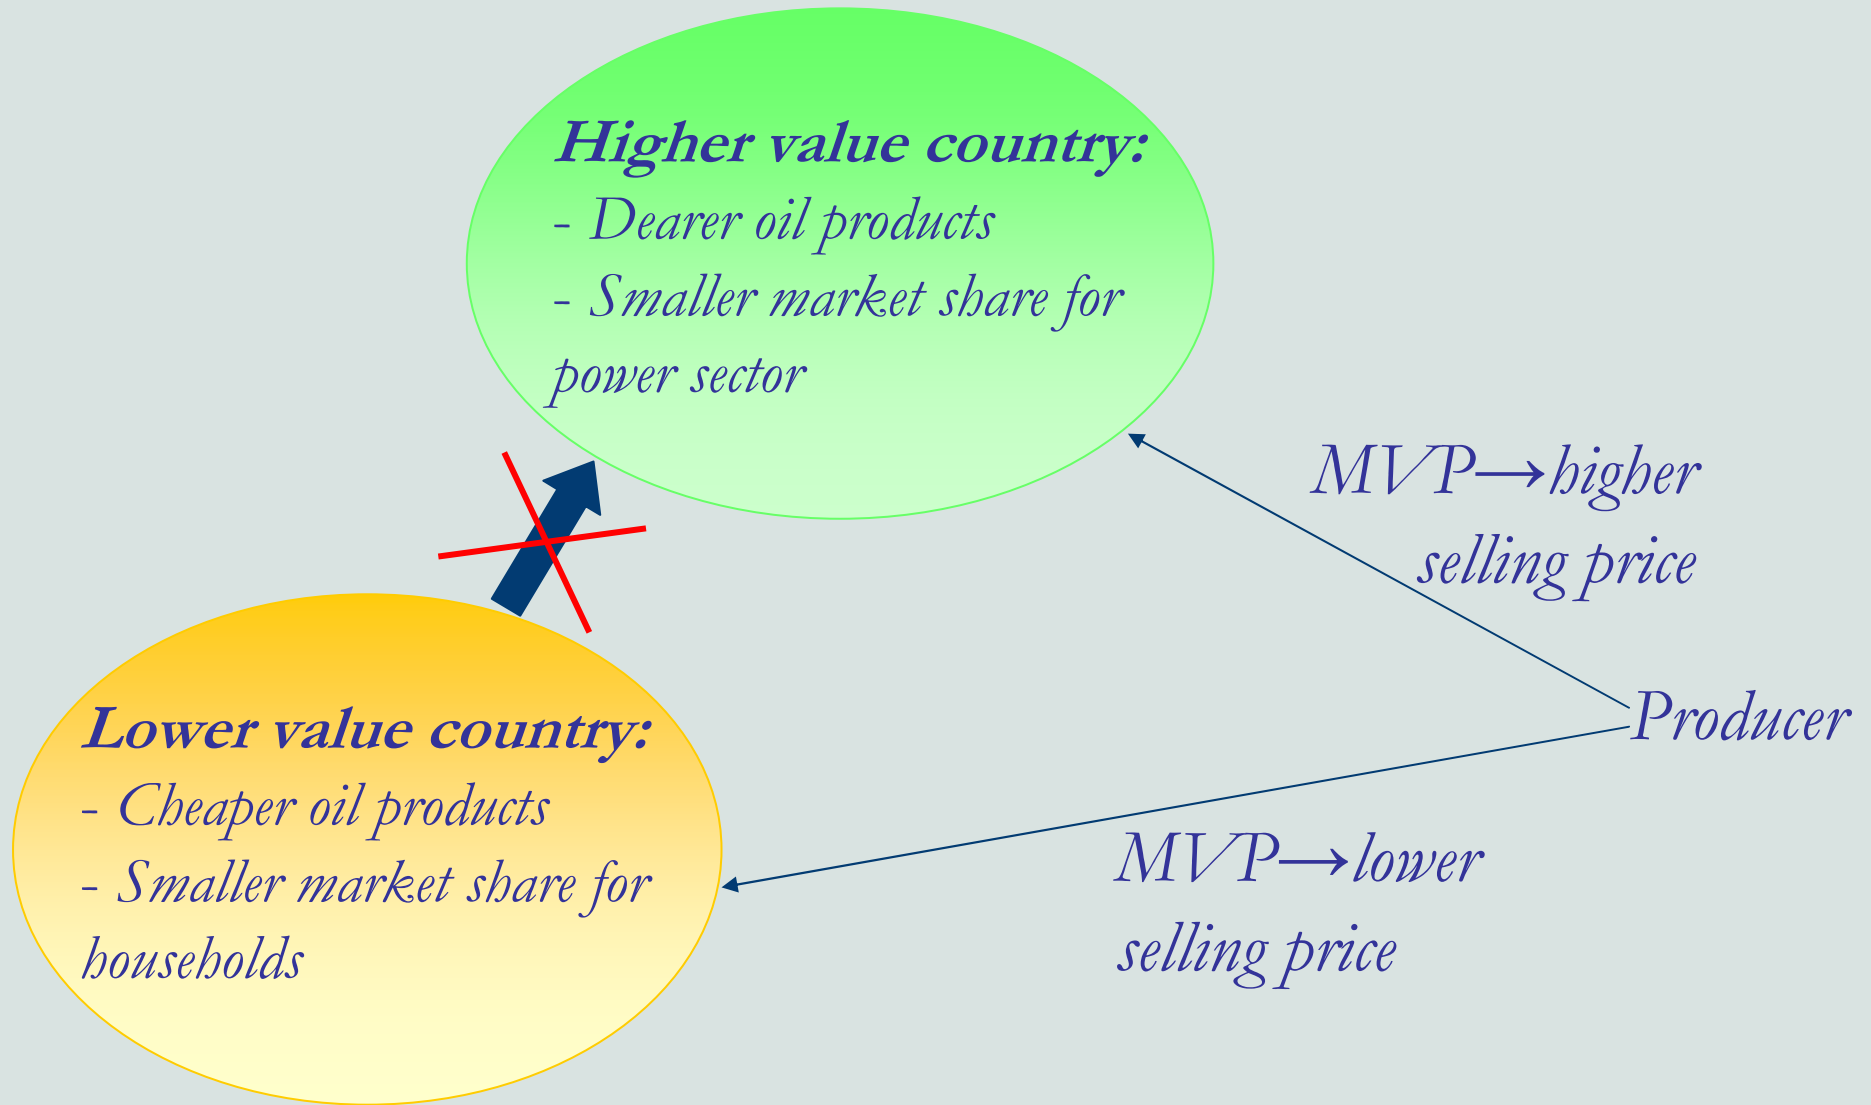 Higher value country:
- Dearer oil products
- Smaller market share for
power sector
MVP→higher
selling price
Producer
Lower value country:
- Cheaper oil products
- Smaller market share for
households
MVP→lower
selling price